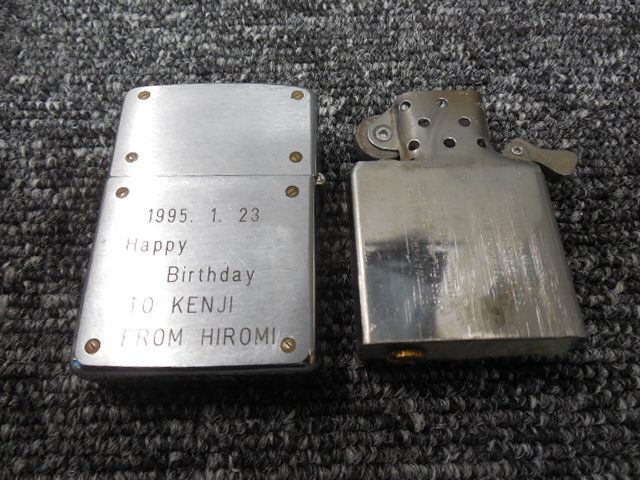 1995. 1. 23
Happy
Birthday
TO KENJI
FROM HIROMI